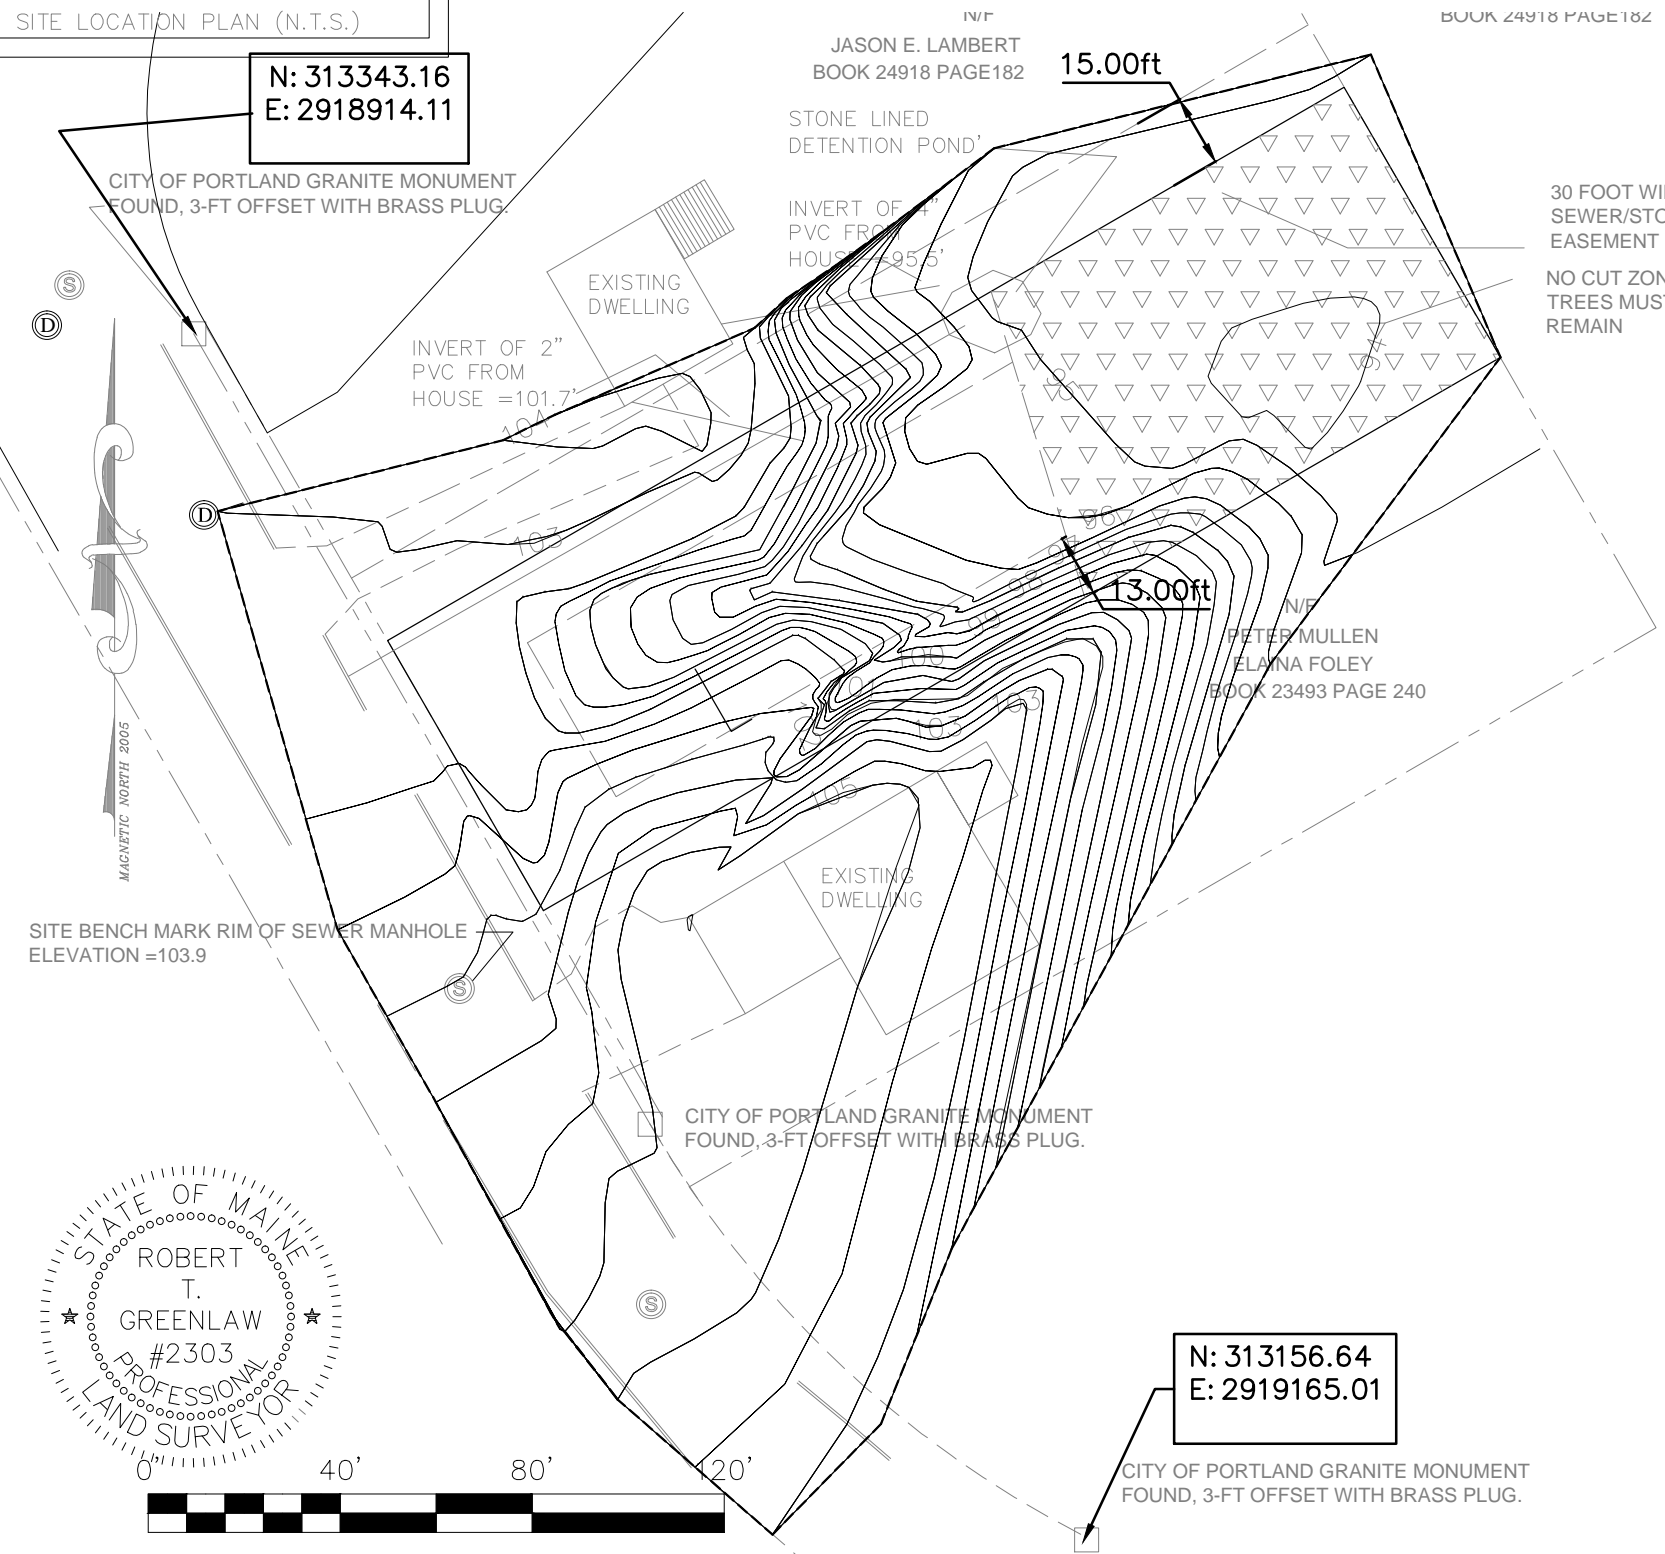 SITE LOCATION PLAN (N.T.S.)
N/F
JASON E. LAMBERT
BOOK 24918 PAGE182
BOOK 24918 PAGE182
15.00ft
N: 313343.16
E: 2918914.11
STONE LINED
DETENTION POND'
CITY OF PORTLAND GRANITE MONUMENT
FOUND, 3-FT OFFSET WITH BRASS PLUG.
INVERT OF 4"
PVC FROM
HOUSE =95.5'
30 FOOT
SEWER/
EASEMENT
NO CUT
TREES
REMAIN
EXISTING
DWELLING
S
D
INVERT OF 2"
PVC FROM
HOUSE =101.7'
94
104
D
103
96
98
99
13.00ft
N/F
PETER MULLEN
ELAINA FOLEY
BOOK 23493 PAGE 240
100
103
103
105
MAGNETIC NORTH 2005
EXISTING
DWELLING
SITE BENCH MARK RIM OF SEWER MANHOLE
ELEVATION =103.9
S
CITY OF PORTLAND GRANITE MONUMENT
FOUND, 3-FT OFFSET WITH BRASS PLUG.
STATE OF MAINE
ROBERT
T.
GREENLAW
#2303
PROFESSIONAL
LAND SURVEYOR
S
N: 313156.64
E: 2919165.01
CITY OF PORTLAND GRANITE MONUMENT
FOUND, 3-FT OFFSET WITH BRASS PLUG.
0' 40' 80' 120'